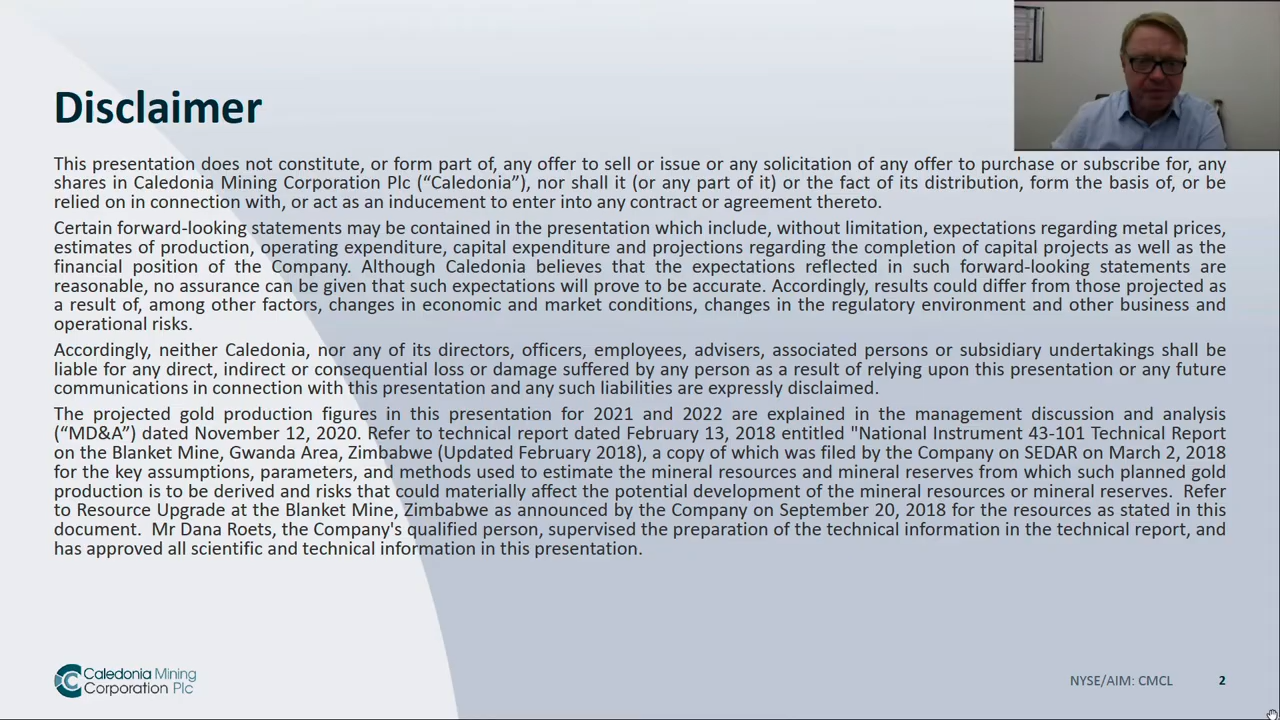 Disclaimer
This presentation does not constitute, or form part of, any offer to sell or issue or any solicitation of any offer to purchase or subscribe for, any
shares in Caledonia Mining Corporation Plc (“Caledonia”), nor shall it (or any part of it) or the fact of its distribution, form the basis of, or be
relied on in connection with, or act as an inducement to enter into any contract or agreement thereto.
Certain forward-looking statements may be contained in the presentation which include, without limitation, expectations regarding metal prices,
estimates of production, operating expenditure, capital expenditure and projections regarding the completion of capital projects as well as the
financial position of the Company. Although Caledonia believes that the expectations reflected in such forward-looking statements are
reasonable, no assurance can be given that such expectations will prove to be accurate. Accordingly, results could differ from those projected as
a result of, among other factors, changes in economic and market conditions, changes in the regulatory environment and other business and
operational risks.
Accordingly, neither Caledonia, nor any of its directors, officers, employees, advisers, associated persons or subsidiary undertakings shall be
liable for any direct, indirect or consequential loss or damage suffered by any person as a result of relying upon this presentation or any future
communications in connection with this presentation and any such liabilities are expressly disclaimed.
The projected gold production figures in this presentation for 2021 and 2022 are explained in the management discussion and analysis
(“MD&A”) dated November 12, 2020. Refer to technical report dated February 13, 2018 entitled "National Instrument 43-101 Technical Report
on the Blanket Mine, Gwanda Area, Zimbabwe (Updated February 2018), a copy of which was filed by the Company on SEDAR on March 2, 2018
for the key assumptions, parameters, and methods used to estimate the mineral resources and mineral reserves from which such planned gold
production is to be derived and risks that could materially affect the potential development of the mineral resources or mineral reserves. Refer
to Resource Upgrade at the Blanket Mine, Zimbabwe as announced by the Company on September 20, 2018 for the resources as stated in this
document. Mr Dana Roets, the Company's qualified person, supervised the preparation of the technical information in the technical report, and
has approved all scientific and technical information in this presentation.
Caledonia Mining
Corporation Plc
NYSE/AIM: CMCL 2